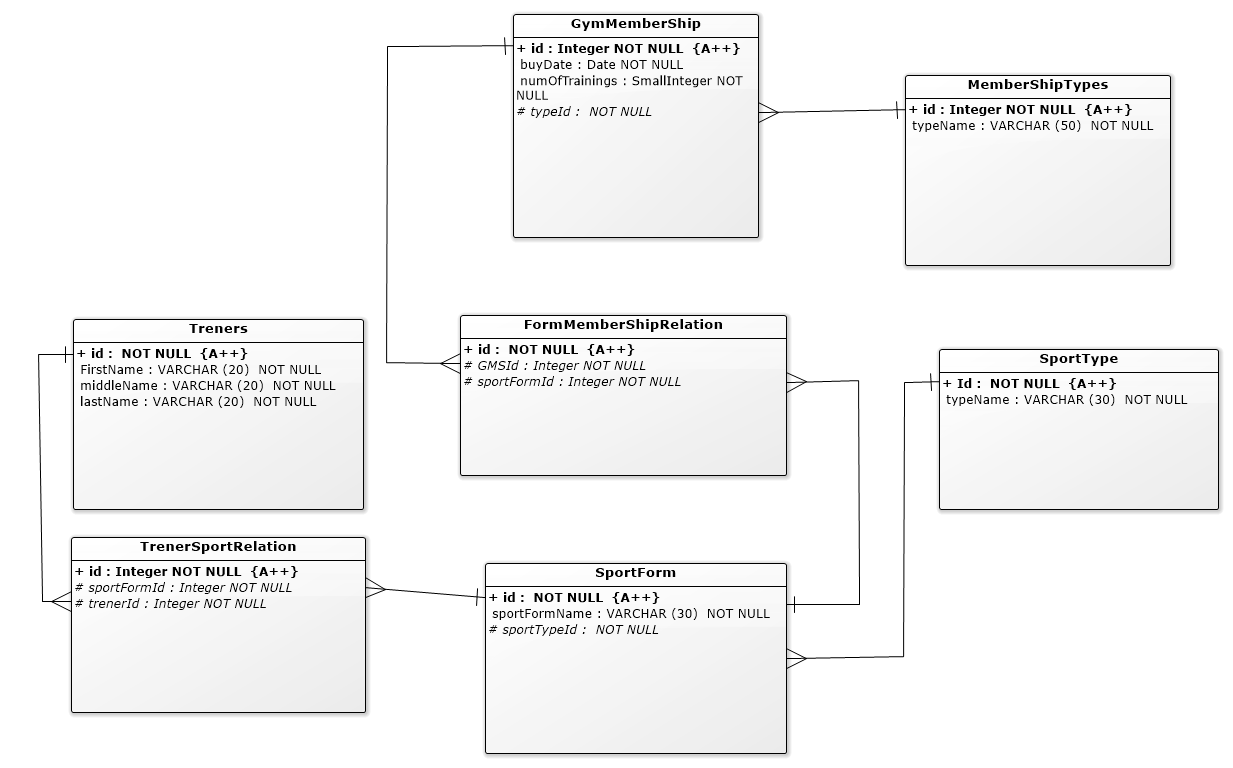 GymMemberShip
+ id : Integer NOT NULL {A++}
buyDate : Date NOT NULL
numOfTrainings : SmallInteger NOT
NULL
# typeId : NOT NULL
MemberShipTypes
+ id : Integer NOT NULL {A++}
typeName : VARCHAR (50) NOT NULL
Treners
+ id : NOT NULL {A++}
FirstName : VARCHAR (20) NOT NULL
middleName : VARCHAR (20) NOT NULL
lastName : VARCHAR (20) NOT NULL
FormMemberShipRelation
+ id : NOT NULL {A++}
# GMSId : Integer NOT NULL
# sportFormId : Integer NOT NULL
SportType
+ Id : NOT NULL {A++}
typeName : VARCHAR (30) NOT NULL
TrenerSportRelation
+ id : Integer NOT NULL {A++}
# sportFormId : Integer NOT NULL
# trenerId : Integer NOT NULL
SportForm
+ id : NOT NULL {A++}
sportFormName : VARCHAR (30) NOT NULL
# sportTypeId : NOT NULL